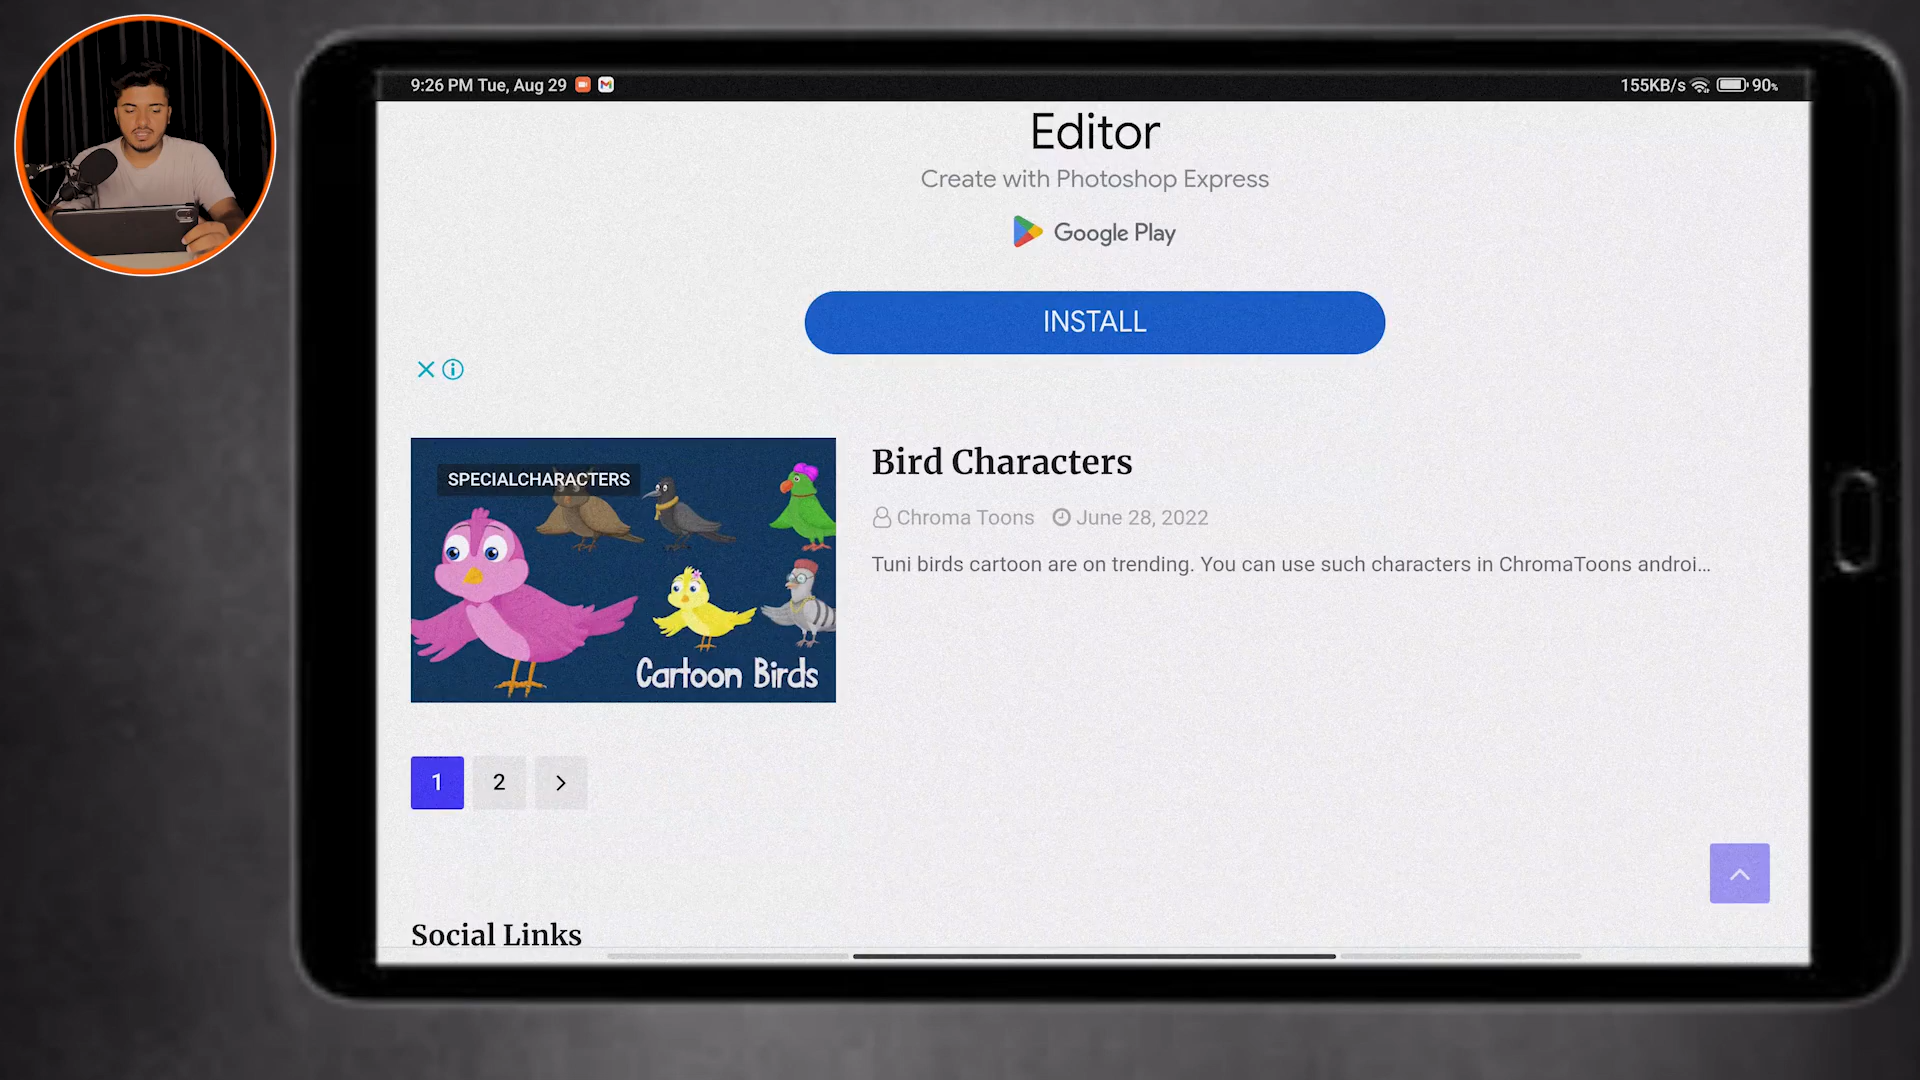 9:26 PM Tue, Aug 29
155KB/s 90%
Editor
Create with Photoshop Express
Google Play
INSTALL
SPECIALCHARACTERS
Cartoon Birds
Bird Characters
Chroma Toons June 28, 2022
Tuni birds cartoon are on trending. You can use such characters in ChromaToons androi...
1 2 >
Social Links